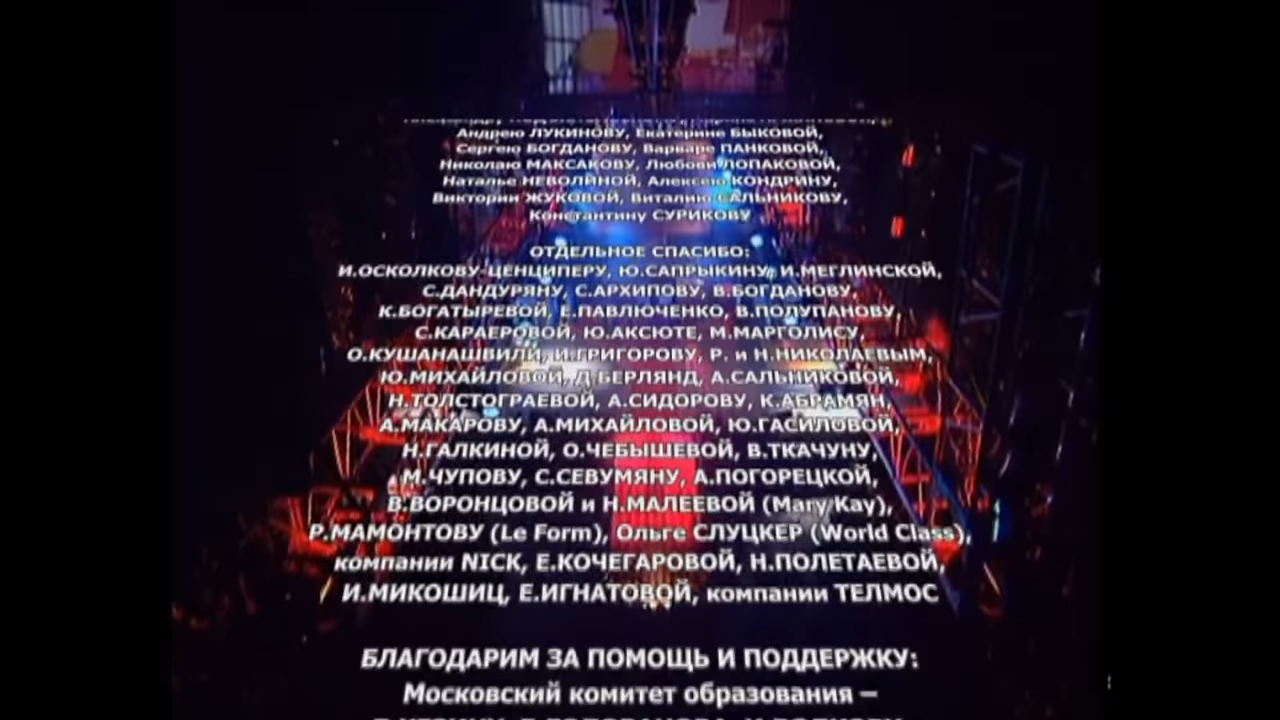 Андрею ЛУКИНОВУ, Екатерине БЫКОВОЙ,
Сергею БОГДАНОВУ, Варваре ПАНКОВОЙ,
Николаю МАКСАКОВУ, Любови ЛОПАКОВОЙ,
Наталье НЕВОЛИНОЙ, Алексею КОНДРИНУ,
Виктории ЖУКОВОЙ, Виталию САЛЬНИКОВУ,
Константину СУРИКОВУ
ОТДЕЛЬНОЕ СПАСИБО:
И.ОСКОЛКОВУ-ЦЕНЦИПЕРУ, Ю.САПРЫКИНУ, И.МЕГЛИНСКОЙ,
С.ДАНДУРЯНУ, С.АРХИПОВУ, В.БОГДАНОВУ,
К.БОГАТЫРЕВОЙ, Е.ПАВЛЮЧЕНКО, В.ПОЛУПАНОВУ,
С.КАРАЕРОВОЙ, Ю.АКСЮТЕ, М.МАРГОЛИСУ,
О.КУШАНАШВИЛИ, И.ГРИГОРОВУ, Р. и Н.НИКОЛАЕВЫМ,
Ю.МИХАЙЛОВОЙ, Д.БЕРЛЯНД, А.САЛЬНИКОВОЙ,
Н.ТОЛСТОГРАЕВОЙ, А.СИДОРОВУ, К.АБРАМЯН,
А.МАКАРОВУ, А.МИХАЙЛОВОЙ, Ю.ГАСИЛОВОЙ,
Н.ГАЛКИНОЙ, О.ЧЕБЫШЕВОЙ, В.ТКАЧУНУ,
М.ЧУПОВУ, С.СЕВУМЯНУ, А.ПОГОРЕЦКОЙ,
В.ВОРОНЦОВОЙ и Н.МАЛЕЕВОЙ (Mary Kay),
Р.МАМОНТОВУ (Le Form), Ольге СЛУЦКЕР (World Class),
компании NICK, Е.КОЧЕГАРОВОЙ, Н.ПОЛЕТАЕВОЙ,
И.МИКОШИЦ, Е.ИГНАТОВОЙ, компании ТЕЛМОС
БЛАГОДАРИМ ЗА ПОМОЩЬ И ПОДДЕРЖКУ:
Московский комитет образования —